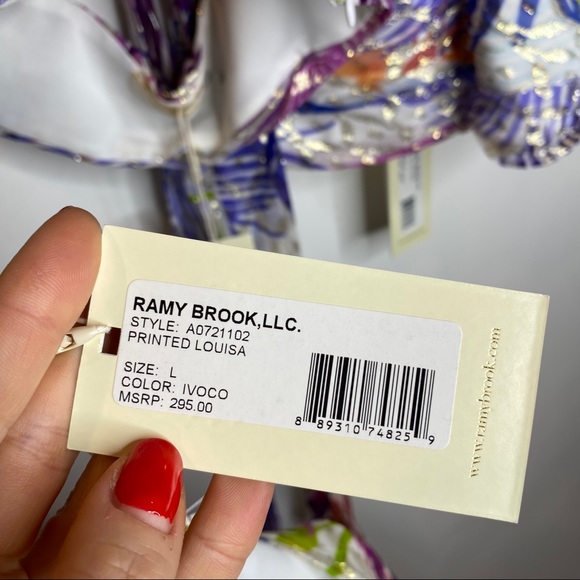 RAMY BROOK,LLC.
STYLE: A0721102
PRINTED LOUISA
SIZE: L
COLOR: IVOCO
MSRP: 295.00
8 89310 74825 9
www.ramybrook.com